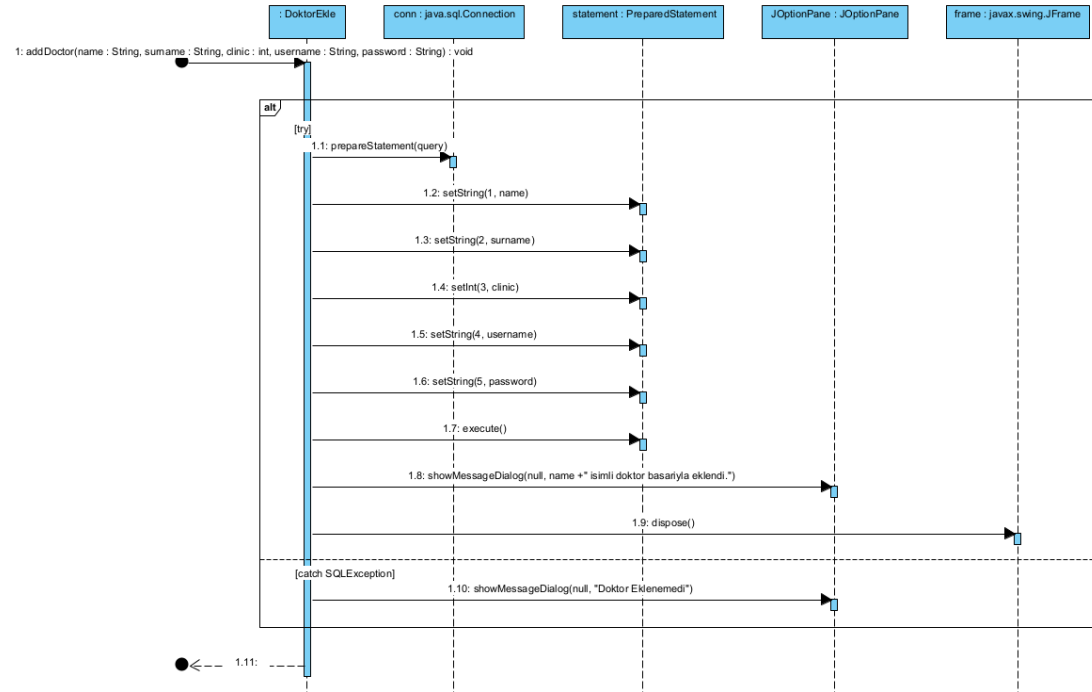 : DoktorEkle
conn : java.sql.Connection
statement : PreparedStatement
JOptionPane : JOptionPane
frame : javax.swing.JFrame
1: addDoctor(name : String, surname : String, clinic : int, username : String, password : String) : void
alt
[try]
1.1: prepareStatement(query)
1.2: setString(1, name)
1.3: setString(2, surname)
1.4: setInt(3, clinic)
1.5: setString(4, username)
1.6: setString(5, password)
1.7: execute()
1.8: showMessageDialog(null, name +" isimli doktor basariyla eklendi.")
1.9: dispose()
[catch SQLException]
1.10: showMessageDialog(null, "Doktor Eklenemedi")
1.11: